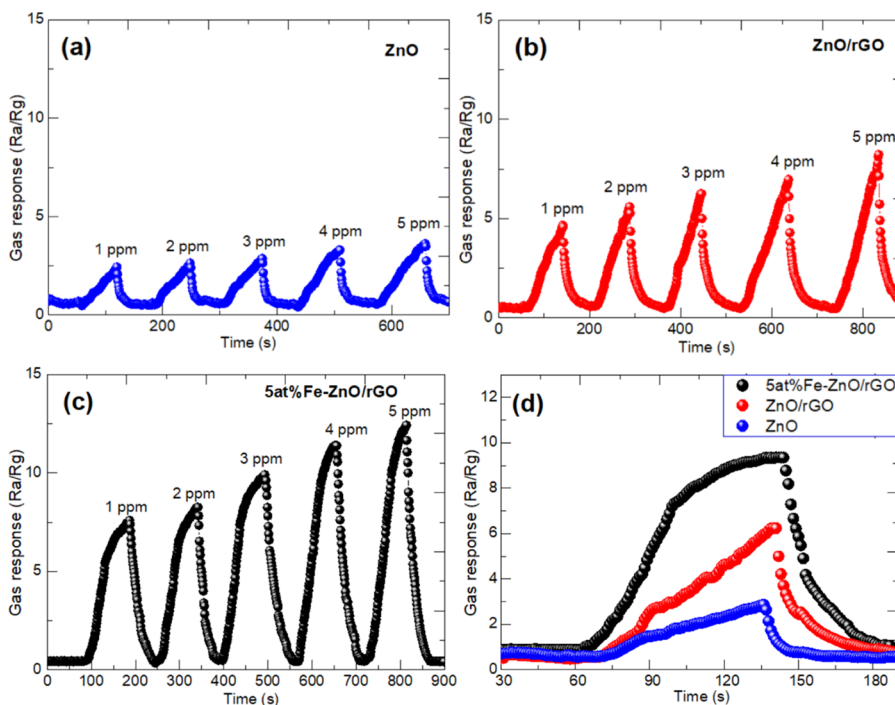 (a)
ZnO
Gas response (Ra/Rg)
15
10
5
0
1 ppm
2 ppm
3 ppm
4 ppm
5 ppm
0
200
400
600
Time (s)
(b)
ZnO/rGO
Gas response (Ra/Rg)
15
10
5
0
1 ppm
2 ppm
3 ppm
4 ppm
5 ppm
0
200
400
600
800
Time (s)
(c)
5at%Fe-ZnO/rGO
Gas response (Ra/Rg)
15
10
5
0
1 ppm
2 ppm
3 ppm
4 ppm
5 ppm
0
100
200
300
400
500
600
700
800
900
Time (s)
(d)
5at%Fe-ZnO/rGO
ZnO/rGO
ZnO
Gas response (Ra/Rg)
12
10
8
6
4
2
30
60
90
120
150
180
Time (s)